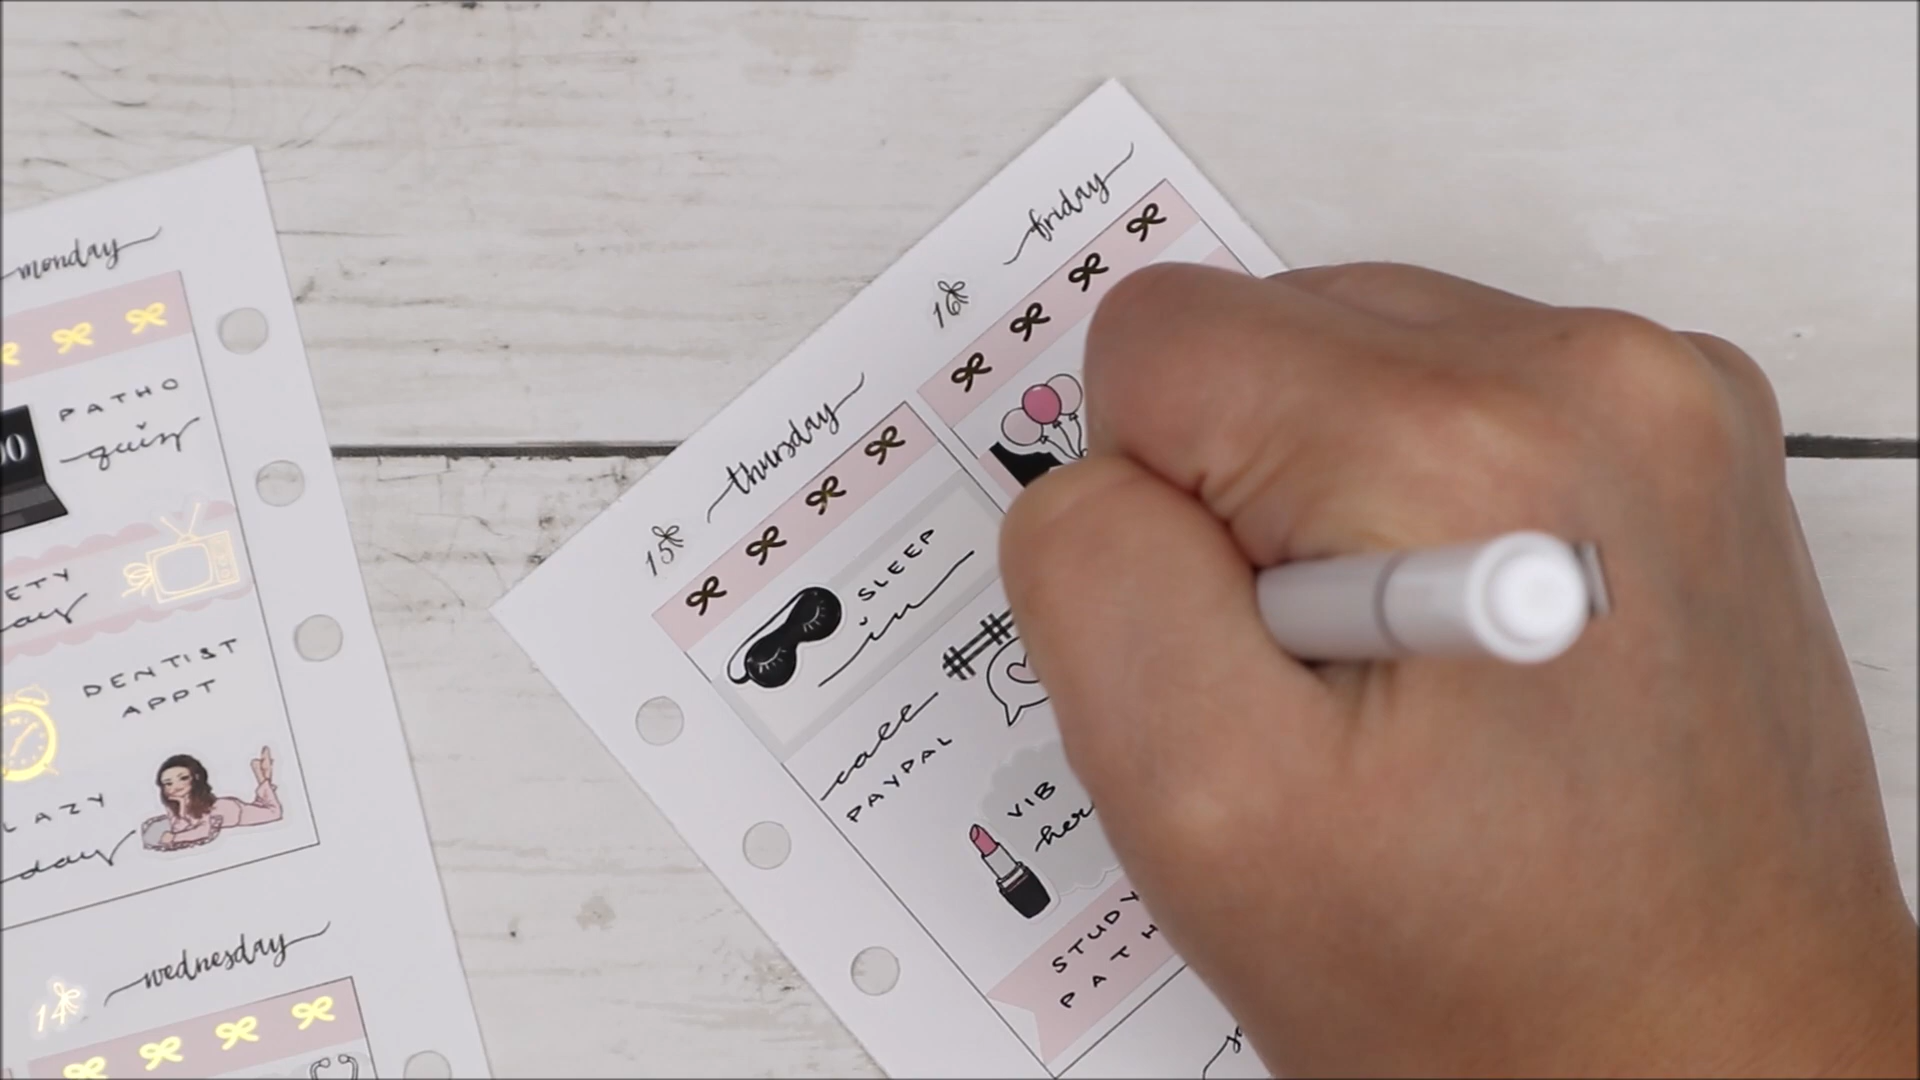 monday
PATHO
quiz
DENTIST
APPT
LAZY
day
14
wednesday
15
thursday
SLEEP
in
call
PAYPAL
VIB
STUDY
PATH
16
friday